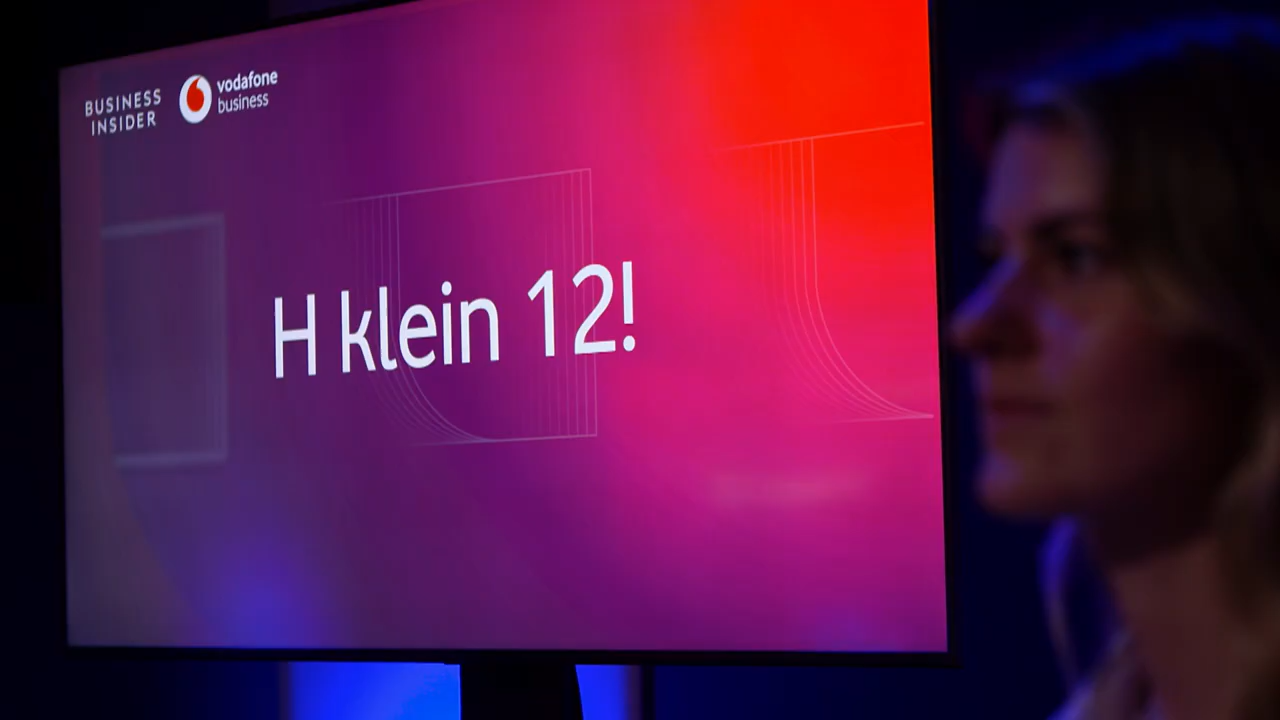 BUSINESS
INSIDER
vodafone
business
H klein 12!